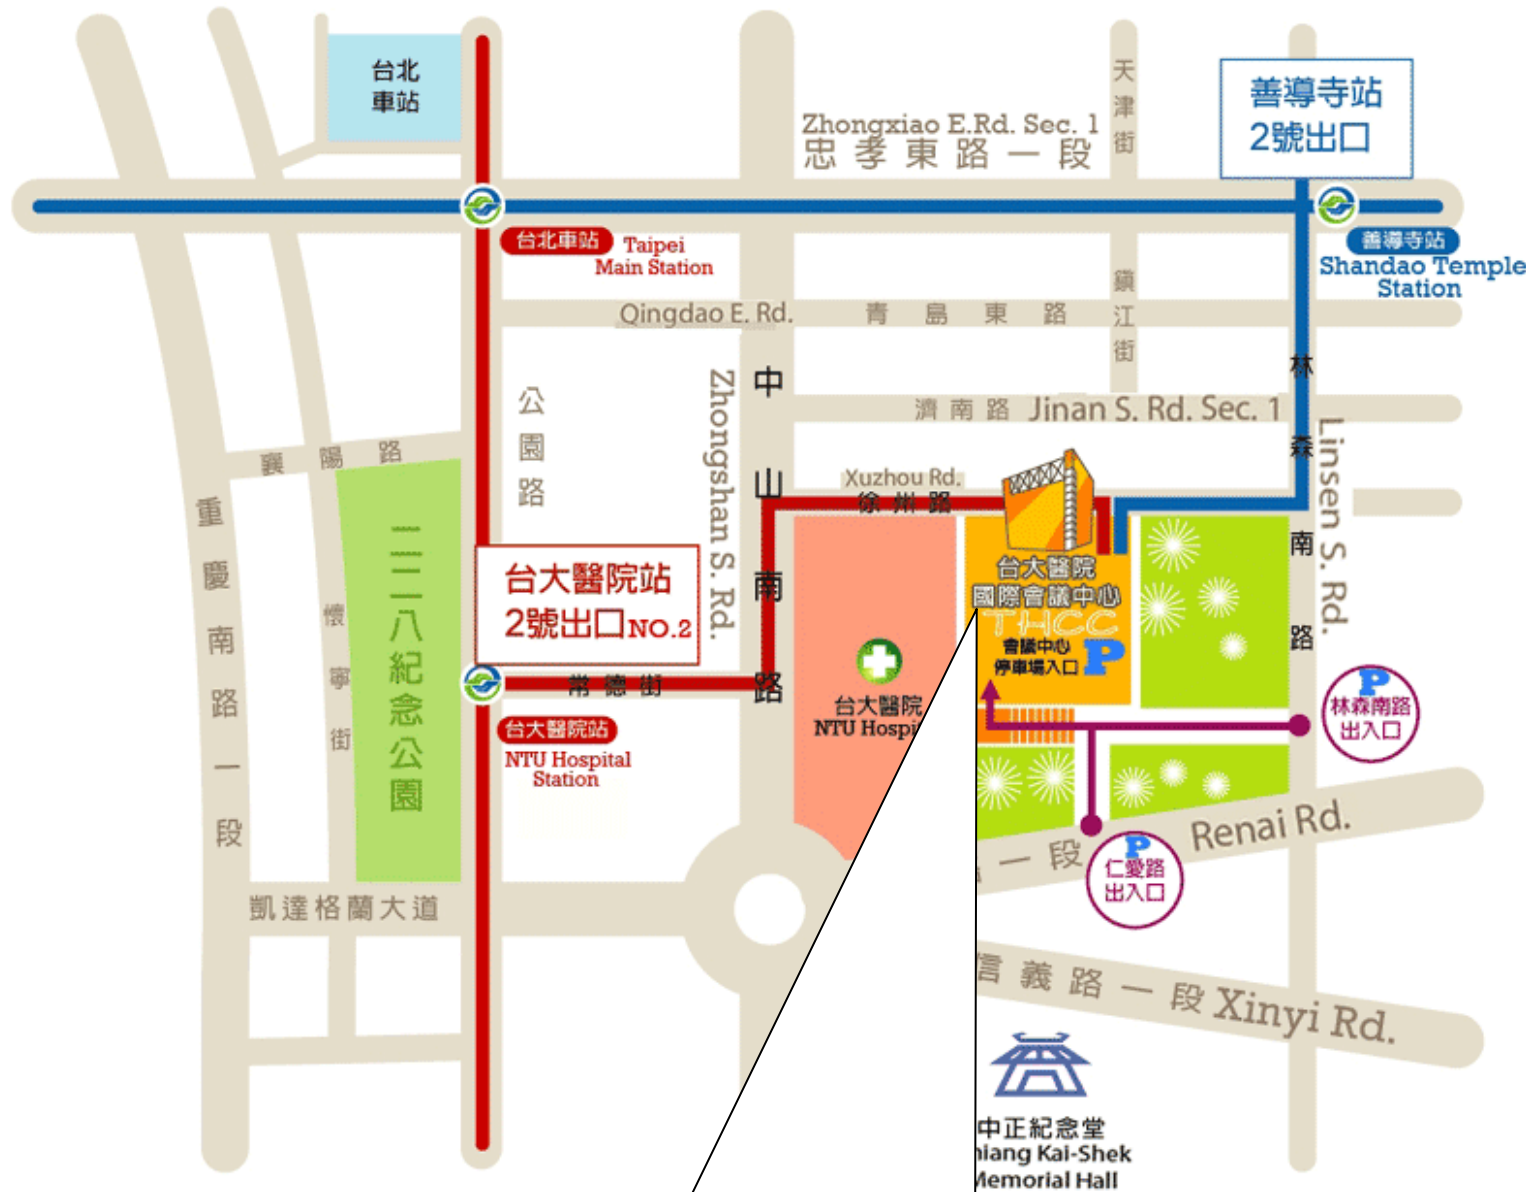 台北
車站
天津街
善導寺站
2號出口
Zhongxiao E.Rd. Sec. 1
忠孝東路一段
台北車站
Taipei
Main Station
善導寺站
Shandao Temple
Station
Qingdao E. Rd.
青島東路
鎮江街
公園路
Zhongshan S. Rd.
中山南路
濟南路 Jinan S. Rd. Sec. 1
林森南路
Linsen S. Rd.
襄陽路
重慶南路一段
懷寧街
二二八紀念公園
Xuzhou Rd.
徐州路
台大醫院站
2號出口NO.2
常德街
台大醫院站
NTU Hospital
Station
台大醫院
國際會議中心
THCC
會議中心
停車場入口
P
台大醫院
NTU Hospi
P
林森南路
出入口
一段
Renai Rd.
P
仁愛路
出入口
凱達格蘭大道
信義路一段 Xinyi Rd.
中正紀念堂
hiang Kai-Shek
Memorial Hall